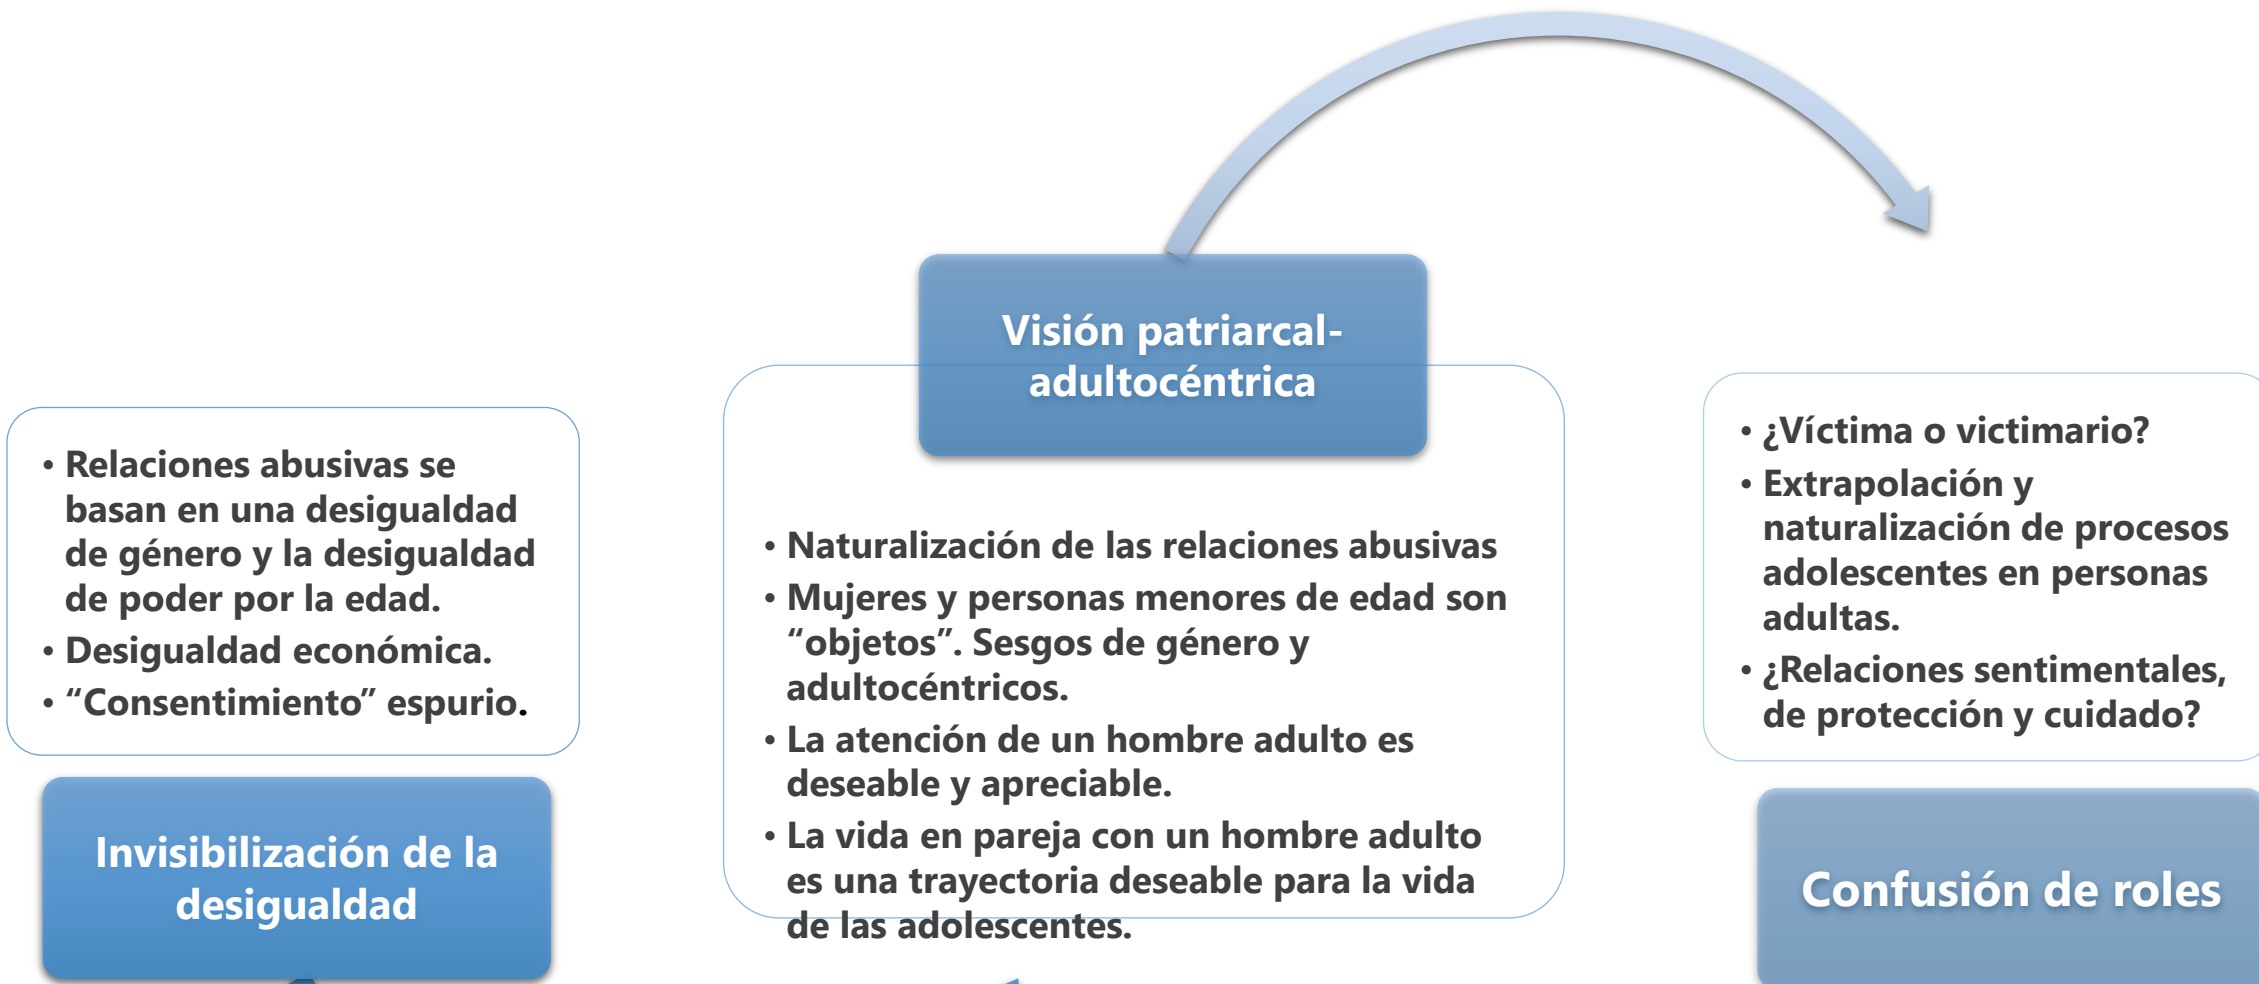 • Relaciones abusivas se
basan en una desigualdad
de género y la desigualdad
de poder por la edad.
• Desigualdad económica.
• “Consentimiento” espurio.
Invisibilización de la
desigualdad
Visión patriarcal-
adultocéntrica
• Naturalización de las relaciones abusivas
• Mujeres y personas menores de edad son
“objetos”. Sesgos de género y
adultocéntricos.
• La atención de un hombre adulto es
deseable y apreciable.
• La vida en pareja con un hombre adulto
es una trayectoria deseable para la vida
de las adolescentes.
• ¿Víctima o victimario?
• Extrapolación y
naturalización de procesos
adolescentes en personas
adultas.
• ¿Relaciones sentimentales,
de protección y cuidado?
Confusión de roles